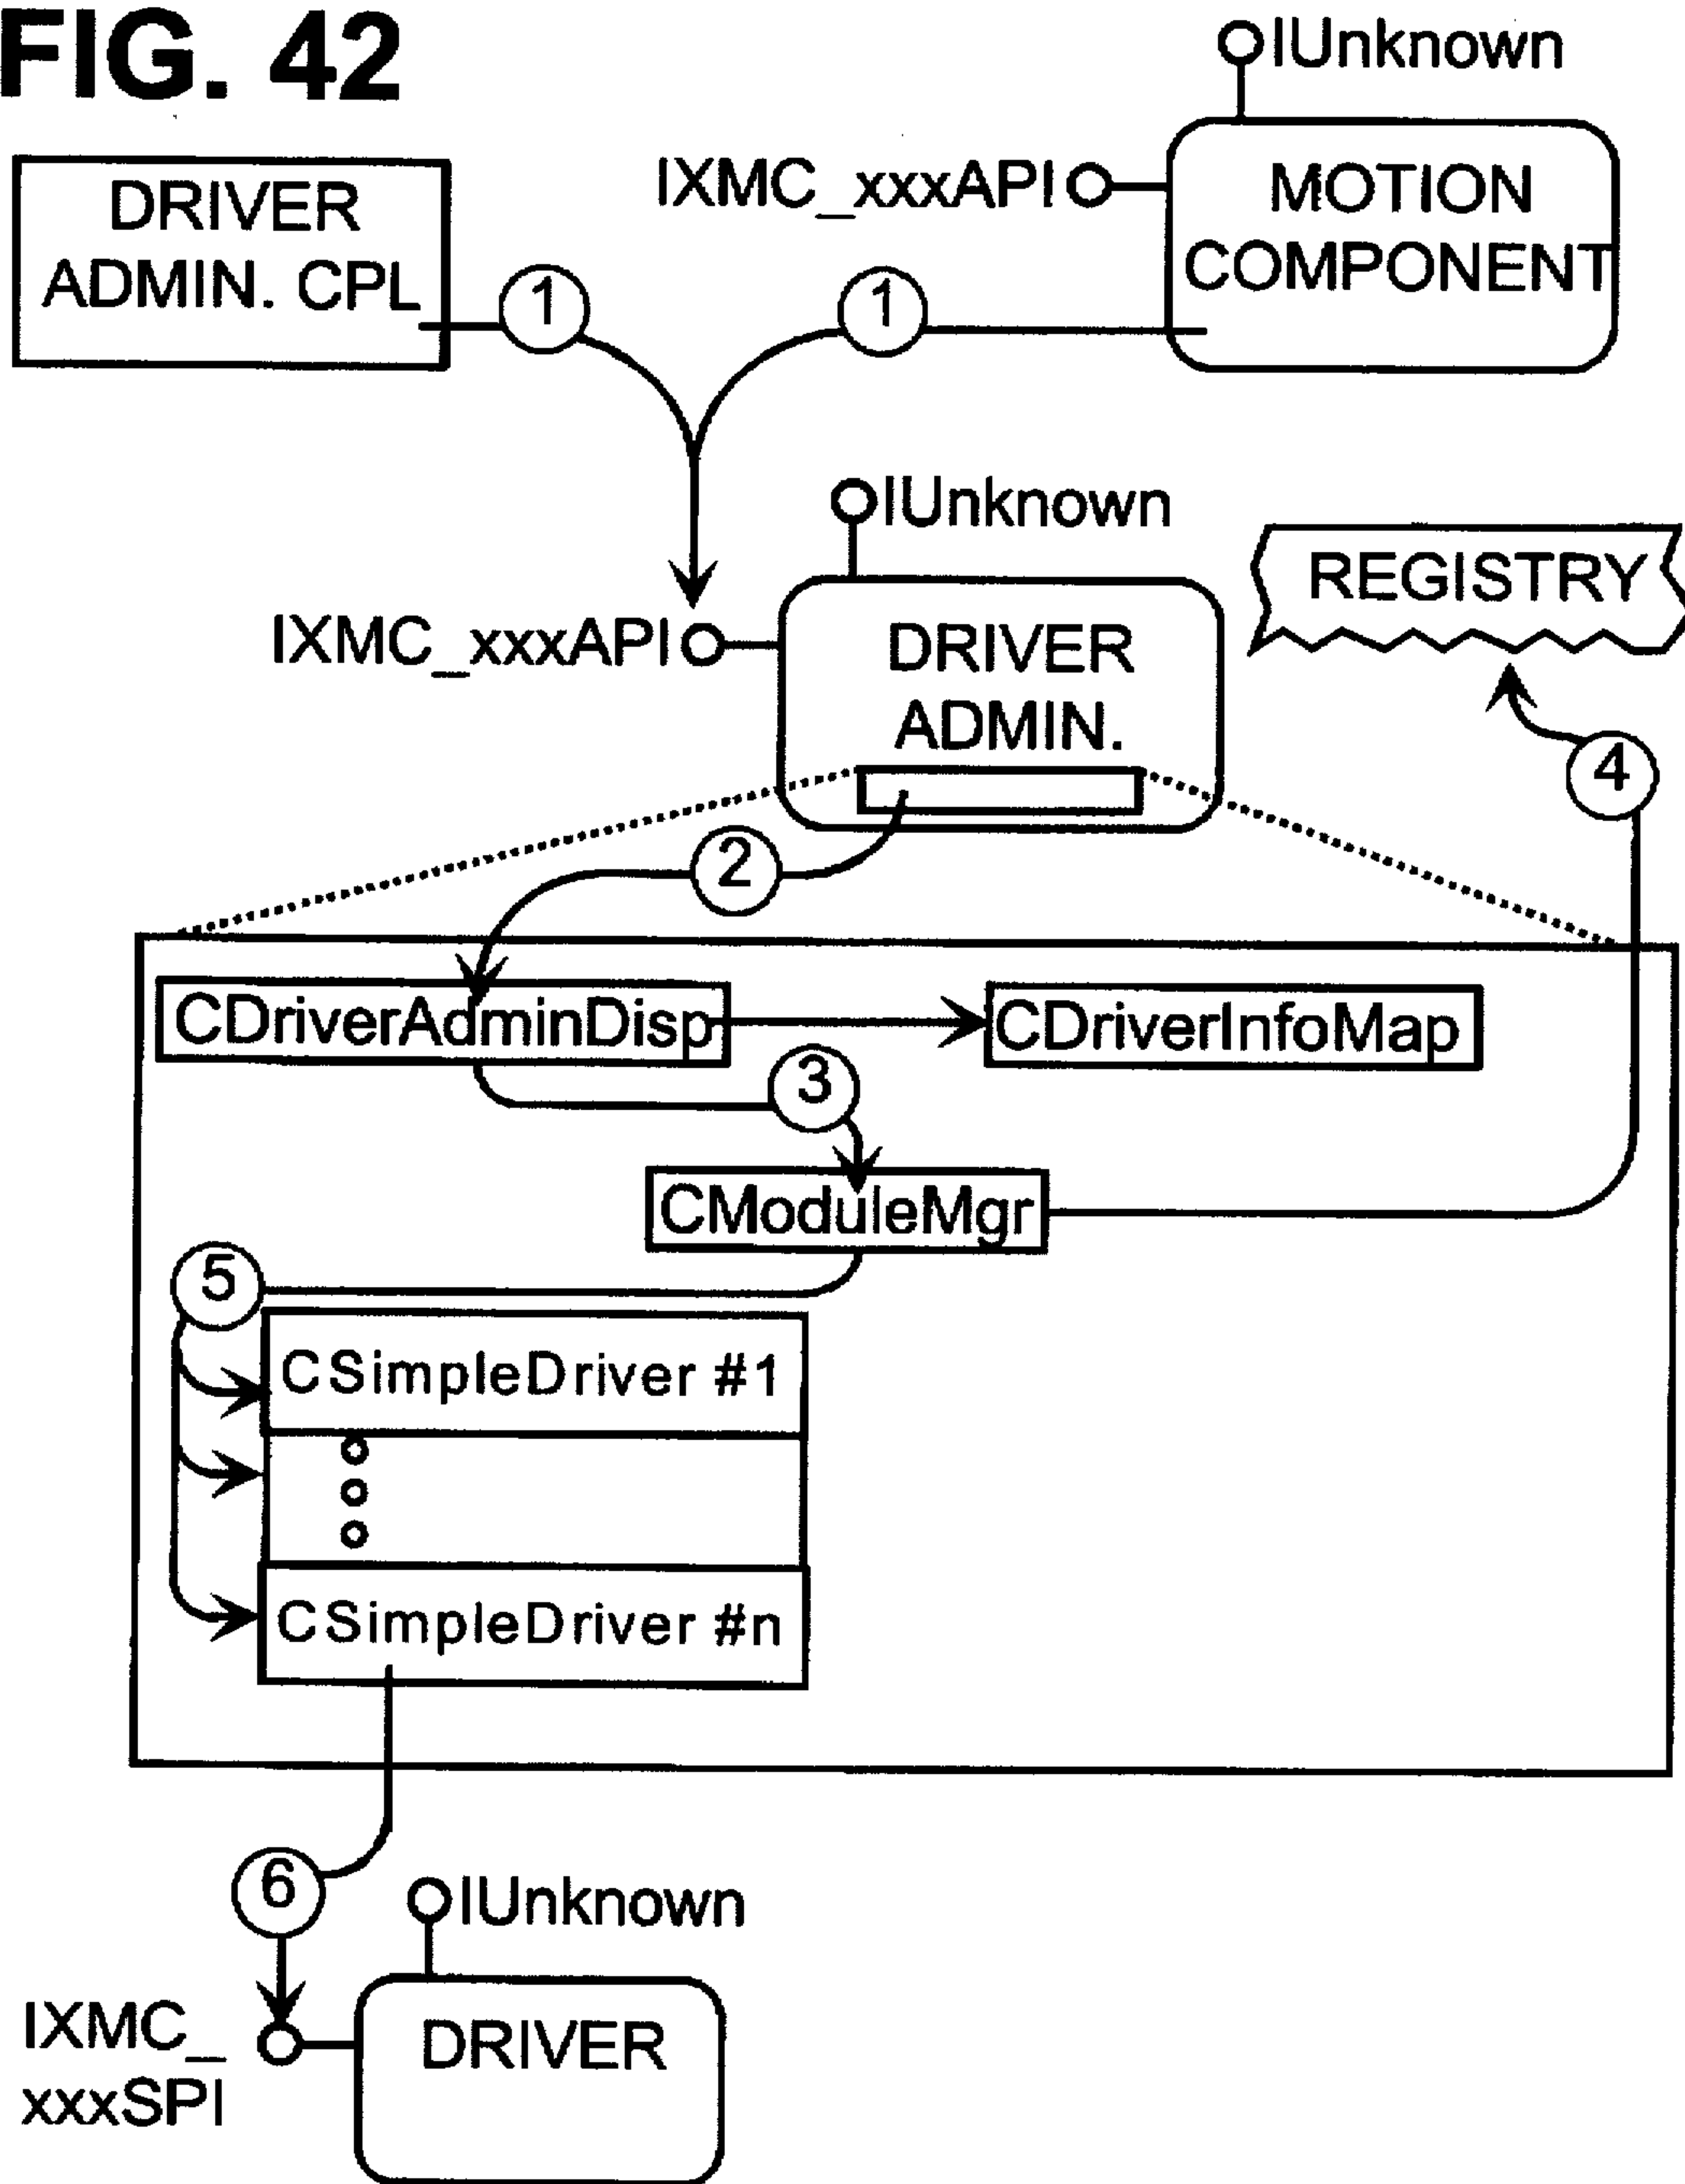 FIG. 42
IUnknown
DRIVER
ADMIN. CPL
IXMC_xxxAPI
MOTION
COMPONENT
1
1
IUnknown
REGISTRY
IXMC_xxxAPI
DRIVER
ADMIN.
4
2
CDriverAdminDisp
CDriverInfoMap
3
CModuleMgr
5
CSimpleDriver #1
CSimpleDriver #n
6
IUnknown
IXMC_
xxxSPI
DRIVER